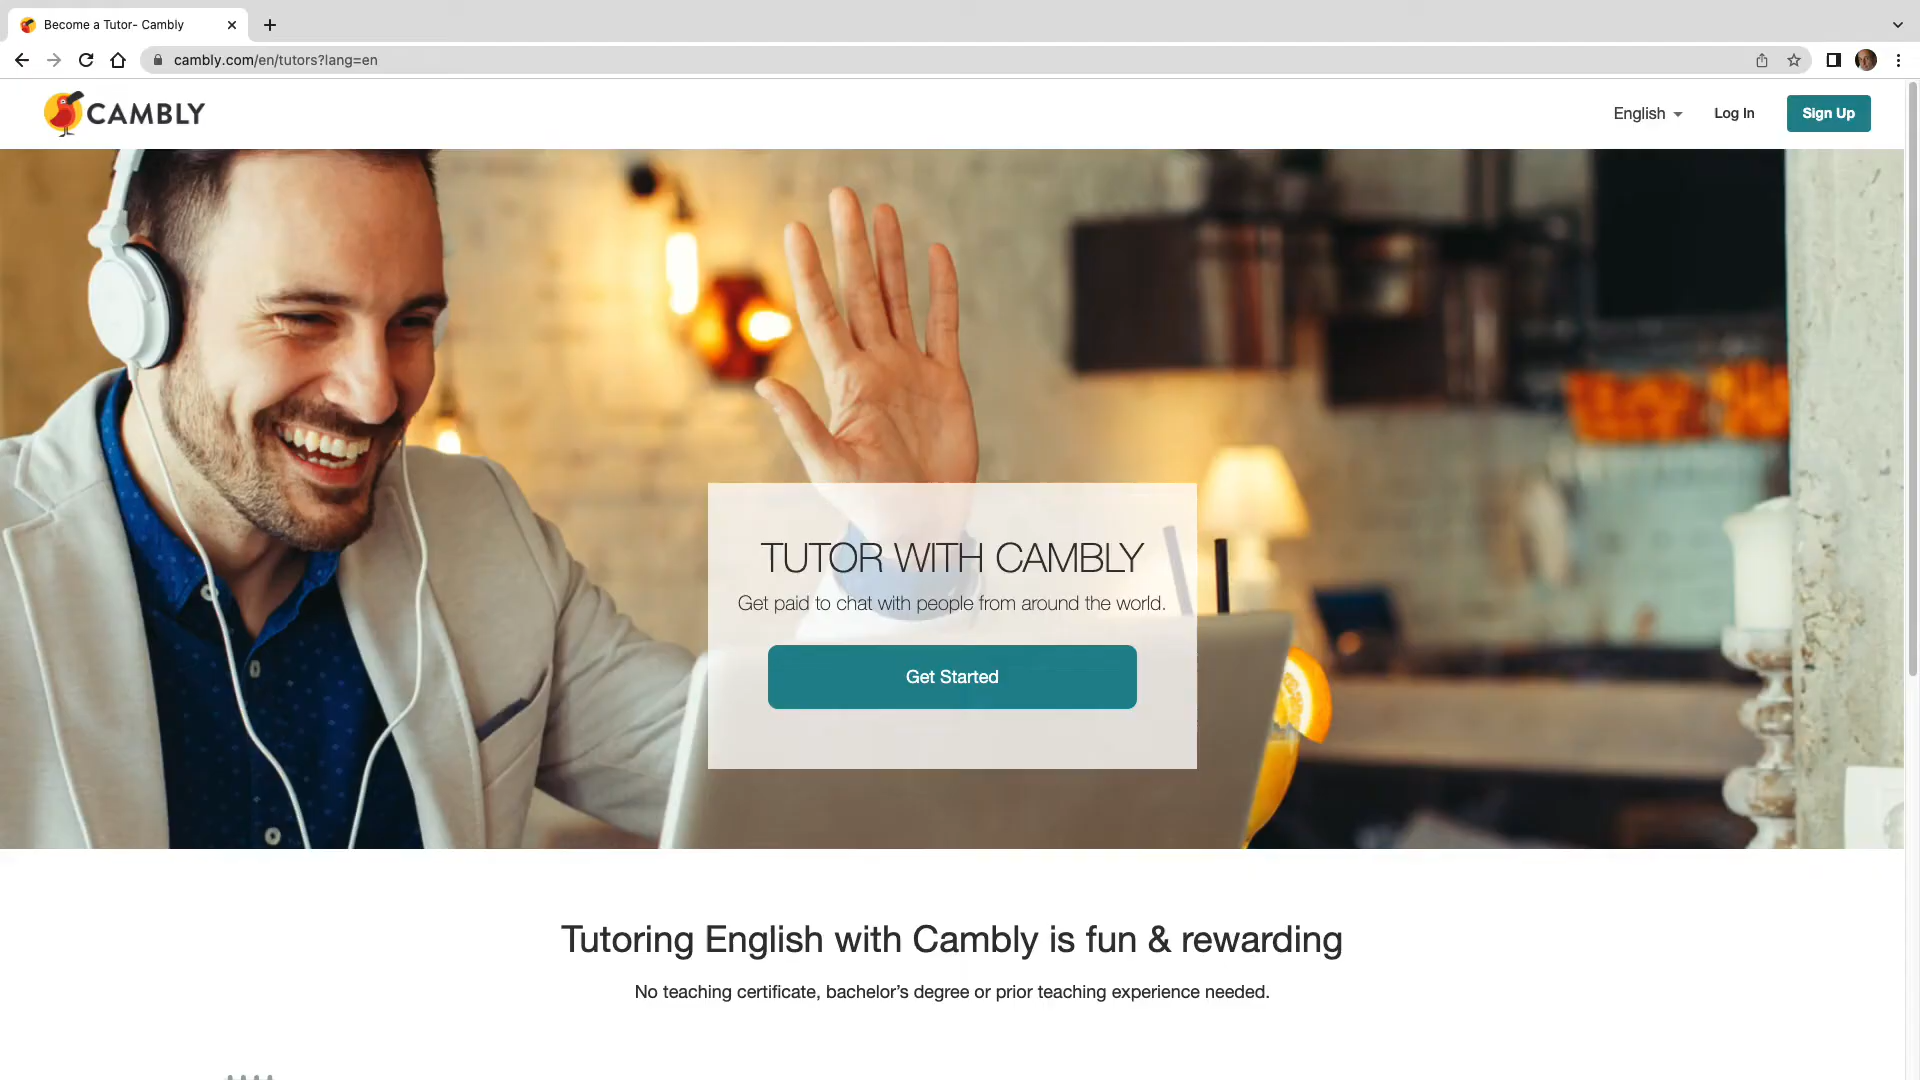 Become a Tutor- Cambly
cambly.com/en/tutors?lang=en
CAMBLY
English
Log In
Sign Up
TUTOR WITH CAMBLY
Get paid to chat with people from around the world.
Get Started
Tutoring English with Cambly is fun & rewarding
No teaching certificate, bachelor’s degree or prior teaching experience needed.